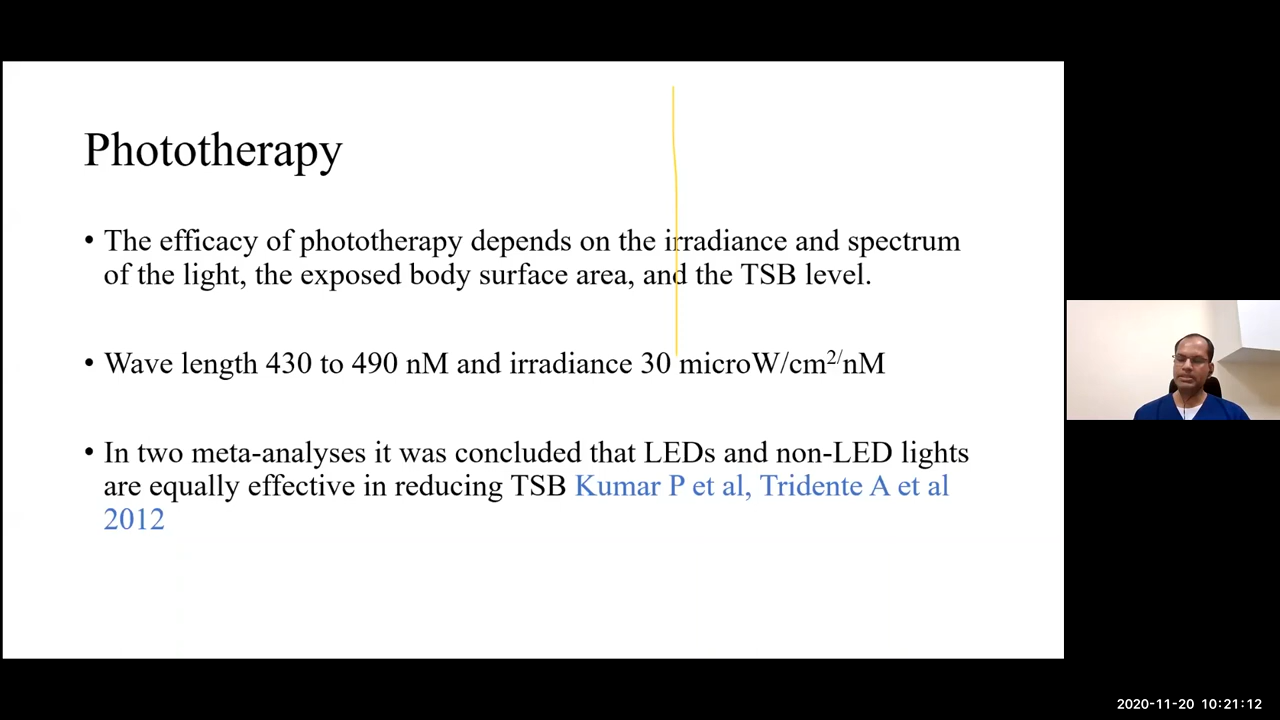 Phototherapy
• The efficacy of phototherapy depends on the irradiance and spectrum
of the light, the exposed body surface area, and the TSB level.
• Wave length 430 to 490 nM and irradiance 30 microW/cm²/nM
• In two meta-analyses it was concluded that LEDs and non-LED lights
are equally effective in reducing TSB Kumar P et al, Tridente A et al
2012
2020-11-20 10:21:12